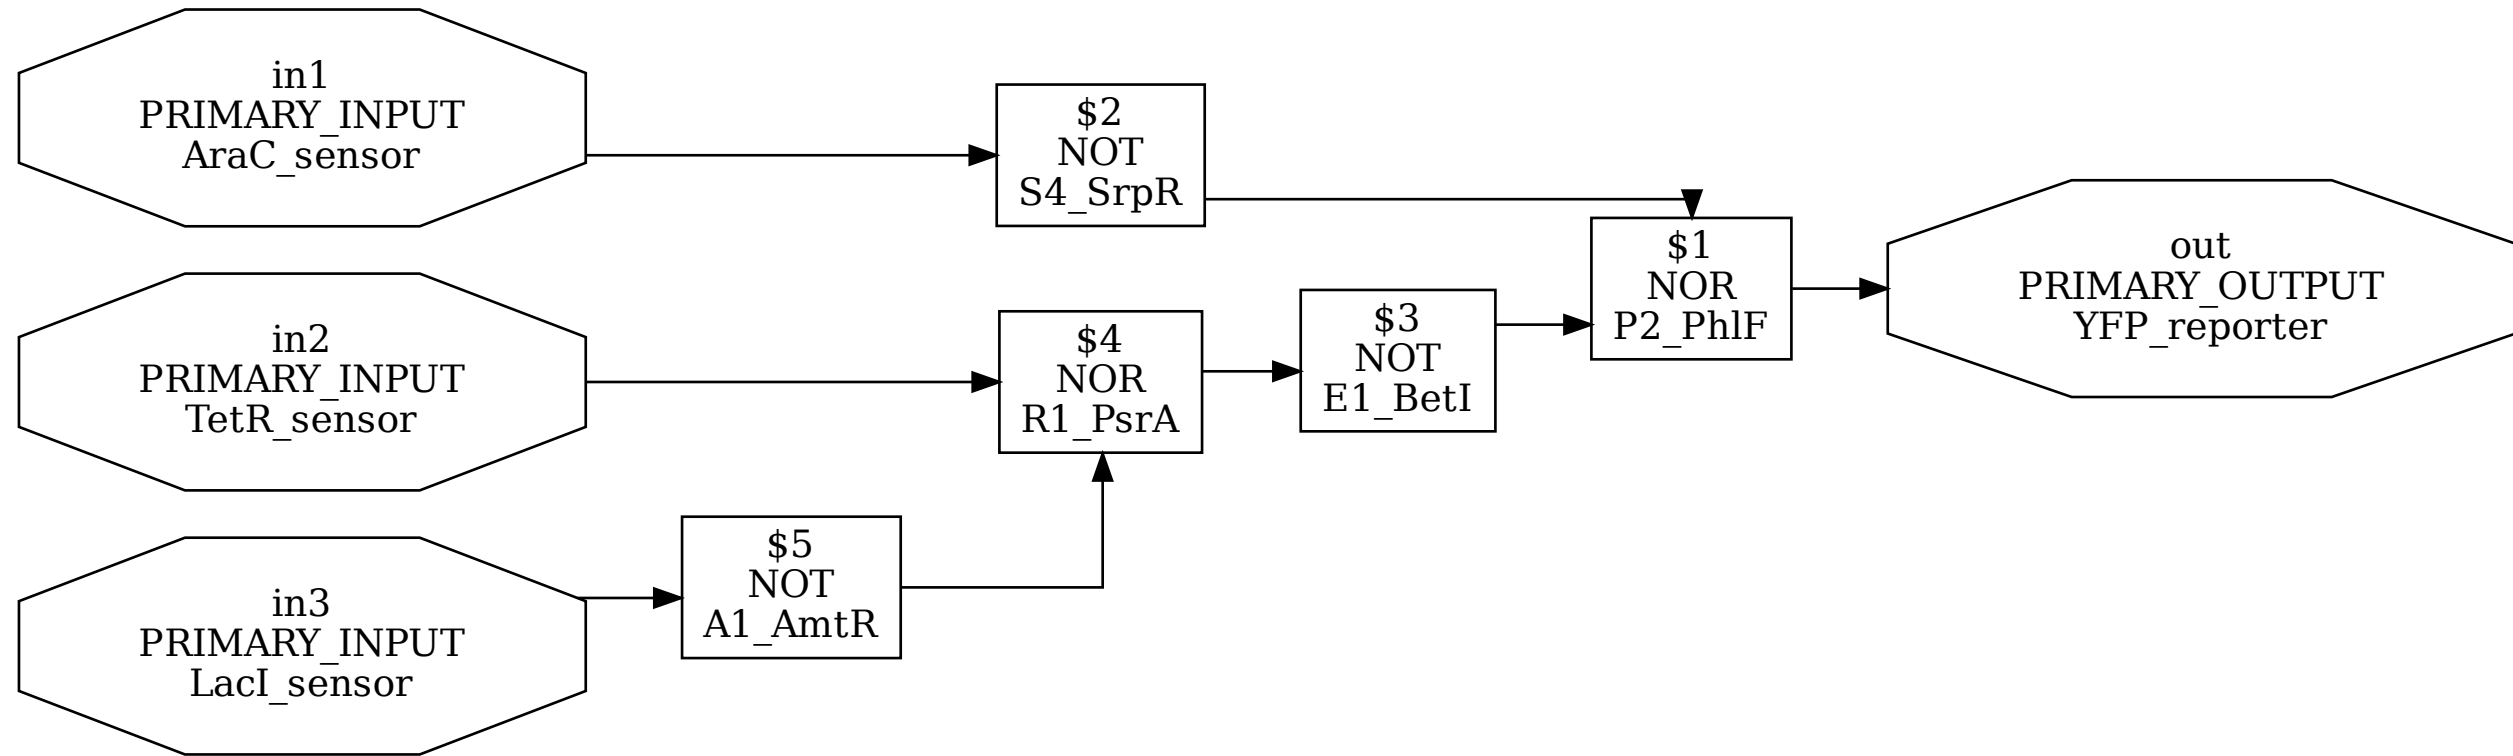 in1
PRIMARY_INPUT
AraC_sensor
$2
NOT
S4_SrpR
in2
PRIMARY_INPUT
TetR_sensor
$4
NOR
R1_PsrA
$3
NOT
E1_BetI
$1
NOR
P2_PhlF
out
PRIMARY_OUTPUT
YFP_reporter
in3
PRIMARY_INPUT
LacI_sensor
$5
NOT
A1_AmtR